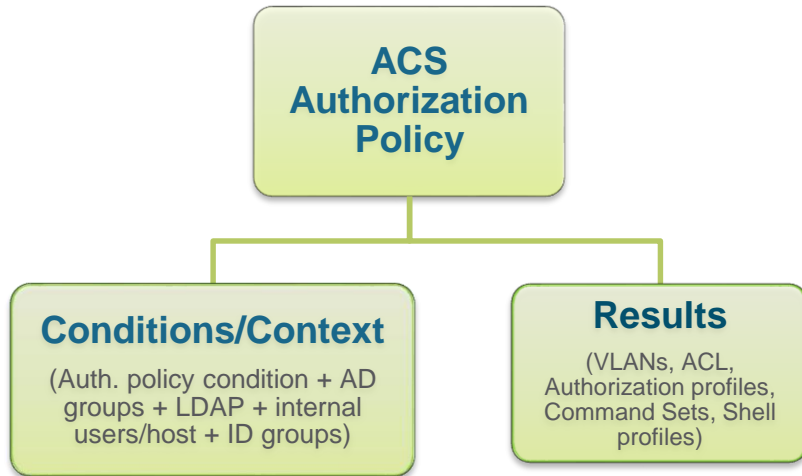 ACS
Authorization
Policy
Conditions/Context
(Auth. policy condition + AD
groups + LDAP + internal
users/host + ID groups)
Results
(VLANs, ACL,
Authorization profiles,
Command Sets, Shell
profiles)